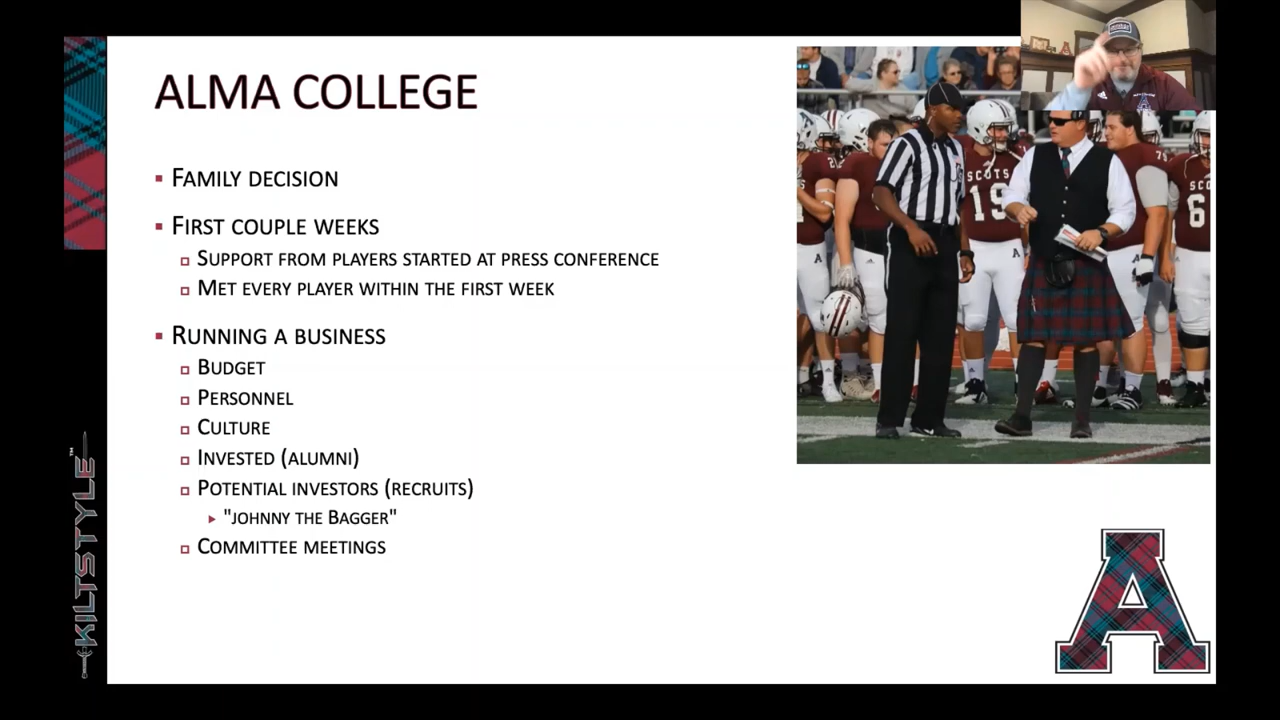 ALMA COLLEGE
FAMILY DECISION
FIRST COUPLE WEEKS
SUPPORT FROM PLAYERS STARTED AT PRESS CONFERENCE
MET EVERY PLAYER WITHIN THE FIRST WEEK
RUNNING A BUSINESS
BUDGET
PERSONNEL
CULTURE
INVESTED (ALUMNI)
POTENTIAL INVESTORS (RECRUITS)
"JOHNNY THE BAGGER"
COMMITTEE MEETINGS
KILTSTYLE™
SCOTS
19
SCO
6
A